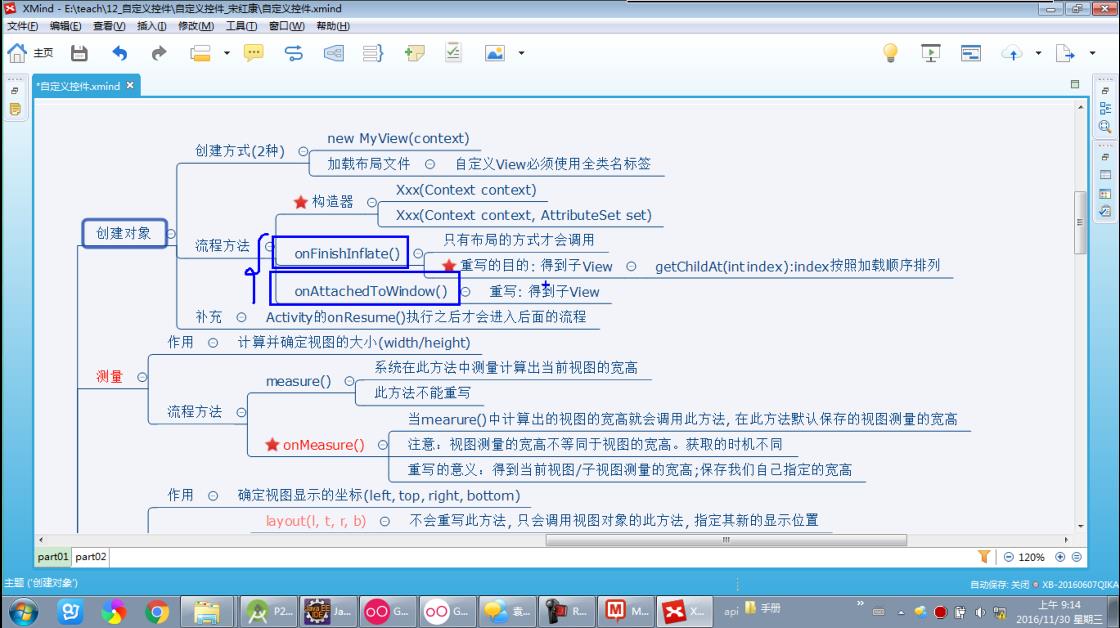 XMind - E:\teach\12_自定义控件\自定义控件_宋红康\自定义控件.xmind
文件(F) 编辑(E) 查看(V) 插入(I) 修改(M) 工具(T) 窗口(W) 帮助(H)
主页
*自定义控件.xmind
new MyView(context)
创建方式(2种)
加载布局文件 自定义View必须使用全类名标签
Xxx(Context context)
构造器
Xxx(Context context, AttributeSet set)
创建对象
流程方法
只有布局的方式才会调用
onFinishInflate()
重写的目的: 得到子View getChildAt(int index):index按照加载顺序排列
onAttachedToWindow() 重写: 得到子View
补充 Activity的onResume()执行之后才会进入后面的流程
作用 计算并确定视图的大小(width/height)
测量
系统在此方法中测量计算出当前视图的宽高
measure()
此方法不能重写
流程方法
当mearure()中计算出的视图的宽高就会调用此方法, 在此方法默认保存的视图测量的宽高
onMeasure() 注意: 视图测量的宽高不等同于视图的宽高。获取的时机不同
重写的意义: 得到当前视图/子视图测量的宽高;保存我们自己指定的宽高
作用 确定视图显示的坐标(left, top, right, bottom)
layout(l, t, r, b) 不会重写此方法, 只会调用视图对象的此方法, 指定其新的显示位置
part01 part02
120%
主题 ('创建对象')
自动保存: 关闭 XB-20160607QIKA
P2... Ja... G... G... 袁... R... M... X... api 手册
上午 9:14
2016/11/30 星期三